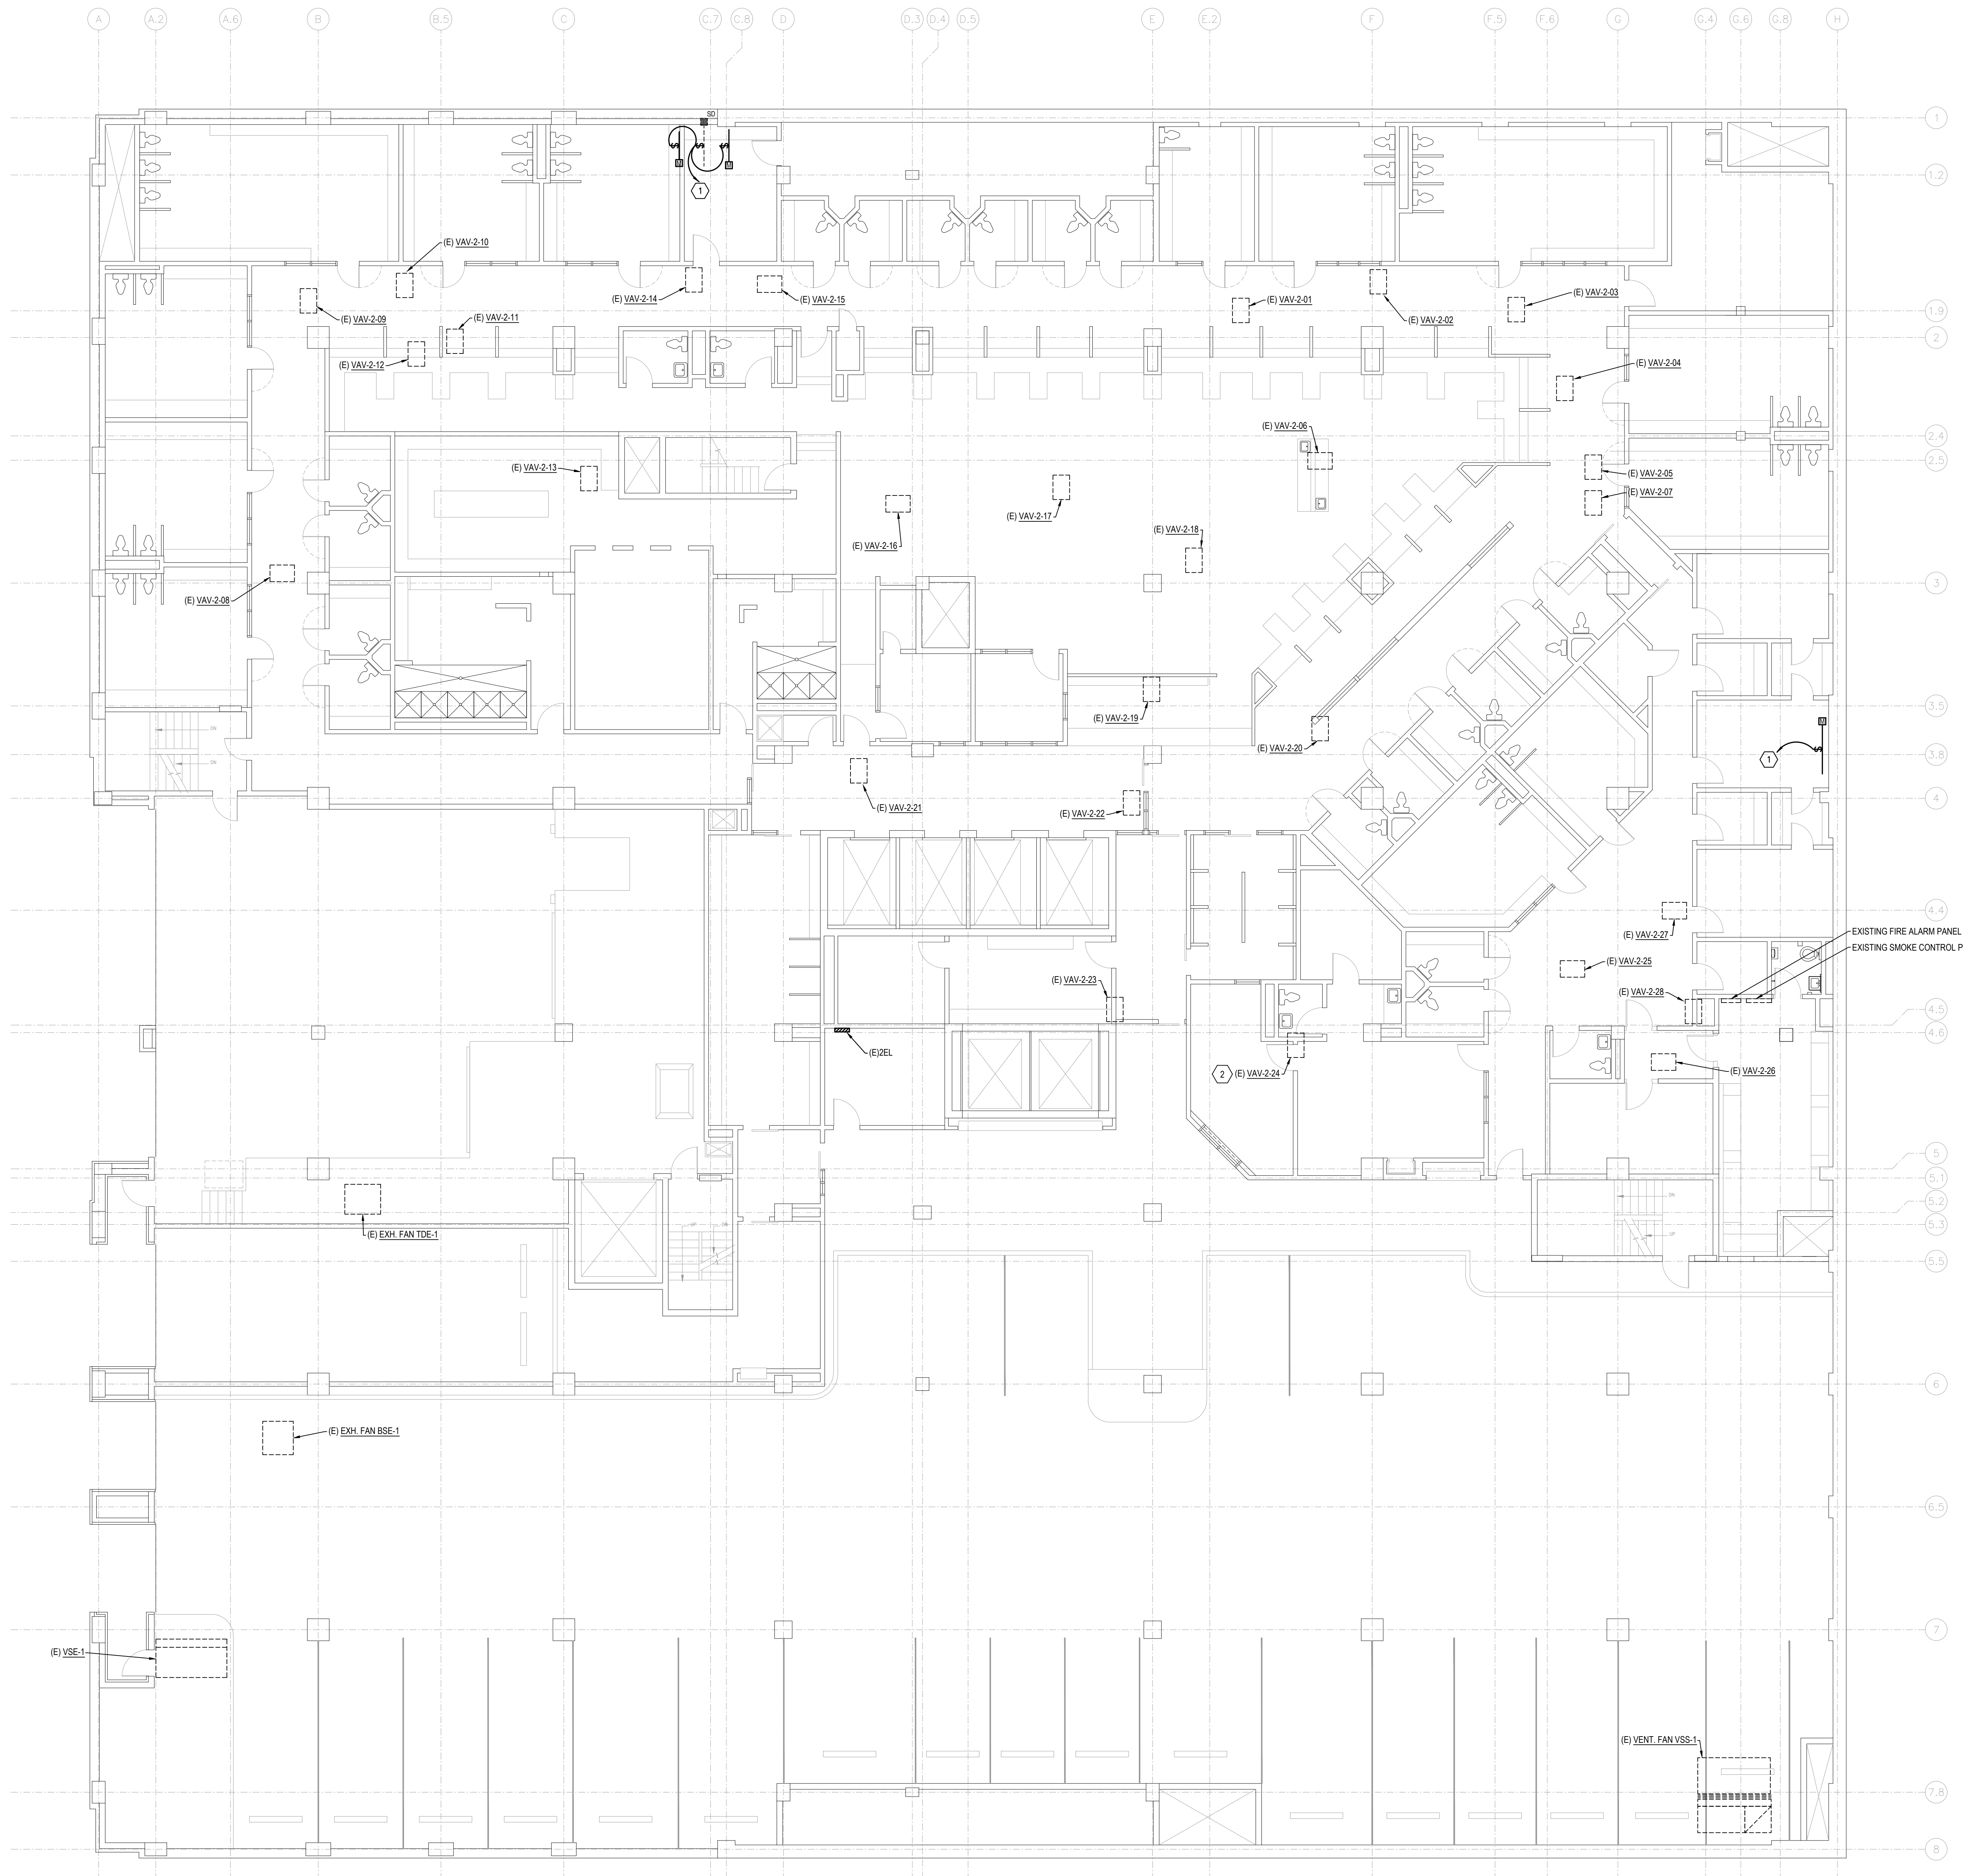 A A.2 A.6 B B.5 C C.7 C.8 D D.3 D.4 D.5 E E.2 F F.5 F.6 G G.4 G.6 G.8 H
1
SD
$ $ $
M M
1
1.2
(E) VAV-2-10
(E) VAV-2-14
(E) VAV-2-15
(E) VAV-2-01
(E) VAV-2-03
(E) VAV-2-09
(E) VAV-2-11
(E) VAV-2-02
1.9
2
(E) VAV-2-12
(E) VAV-2-04
(E) VAV-2-06
2.4
2.5
(E) VAV-2-13
(E) VAV-2-05
(E) VAV-2-07
(E) VAV-2-17
(E) VAV-2-18
(E) VAV-2-16
3
(E) VAV-2-08
3.5
(E) VAV-2-19
M
DN
(E) VAV-2-20
$
1
3.8
DN
4
(E) VAV-2-21
(E) VAV-2-22
4.4
EXISTING FIRE ALARM PANEL
(E) VAV-2-27
EXISTING SMOKE CONTROL P
(E) VAV-2-25
(E) VAV-2-23
(E) VAV-2-28
4.5
4.6
(E)2EL
2
(E) VAV-2-24
(E) VAV-2-26
5
5.1
DN
5.2
UP DN
5.3
(E) EXH. FAN TDE-1
UP
5.5
6
(E) EXH. FAN BSE-1
6.5
7
(E) VSE-1
(E) VENT. FAN VSS-1
7.8
8